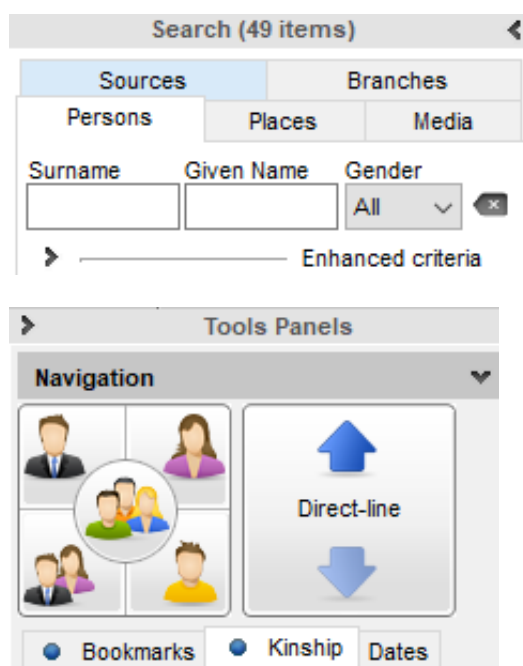 Search (49 items)
Sources Branches
Persons Places Media
Surname Given Name Gender
All
Enhanced criteria
Tools Panels
Navigation
Direct-line
Bookmarks Kinship Dates